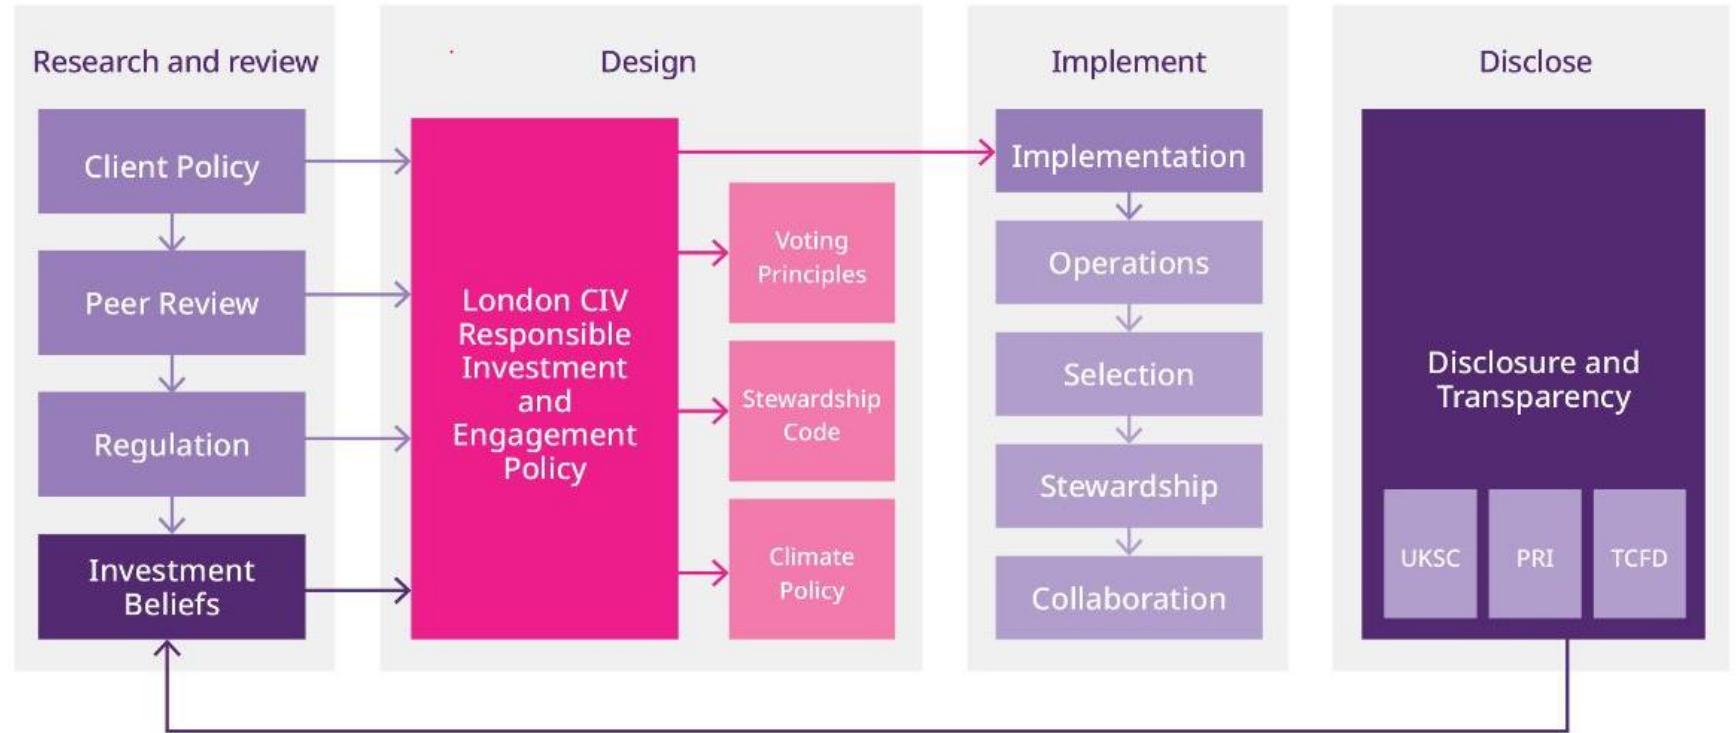 Research and review
Client Policy
Peer Review
Regulation
Investment
Beliefs
Design
London CIV
Responsible
Investment
and
Engagement
Policy
Voting
Principles
Stewardship
Code
Climate
Policy
Implement
Implementation
Operations
Selection
Stewardship
Collaboration
Disclose
Disclosure and
Transparency
UKSC
PRI
TCFD